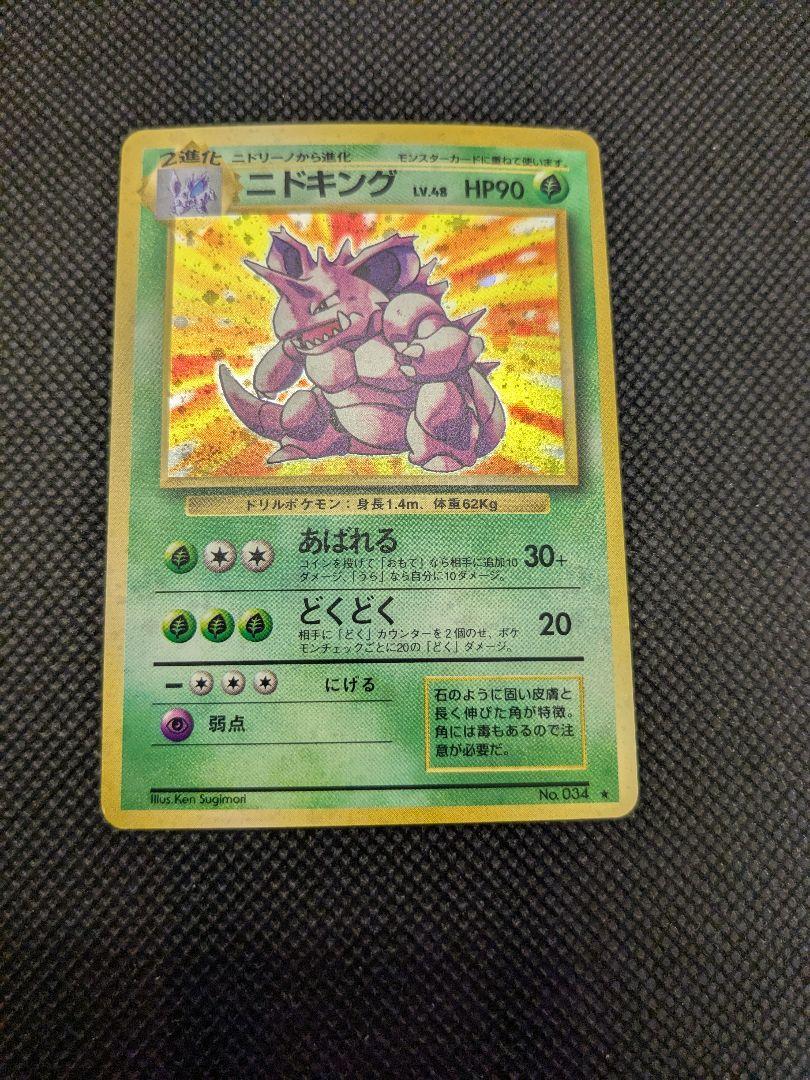 2進化 ニドリーノから進化 モンスターカードに重ねて使います。
ニドキング LV.48 HP90
ドリルポケモン：身長1.4m、体重62Kg
あばれる 30+
コインを投げて「おもて」なら相手に追加10
ダメージ、「うら」なら自分に10ダメージ。
どくどく 20
相手に「どく」カウンターを2個のせ、ポケ
モンチェックごとに20の「どく」ダメージ。
ー にげる
弱点
石のように固い皮膚と
長く伸びた角が特徴。
角には毒もあるので注
意が必要だ。
Illus.Ken Sugimori No. 034 ★